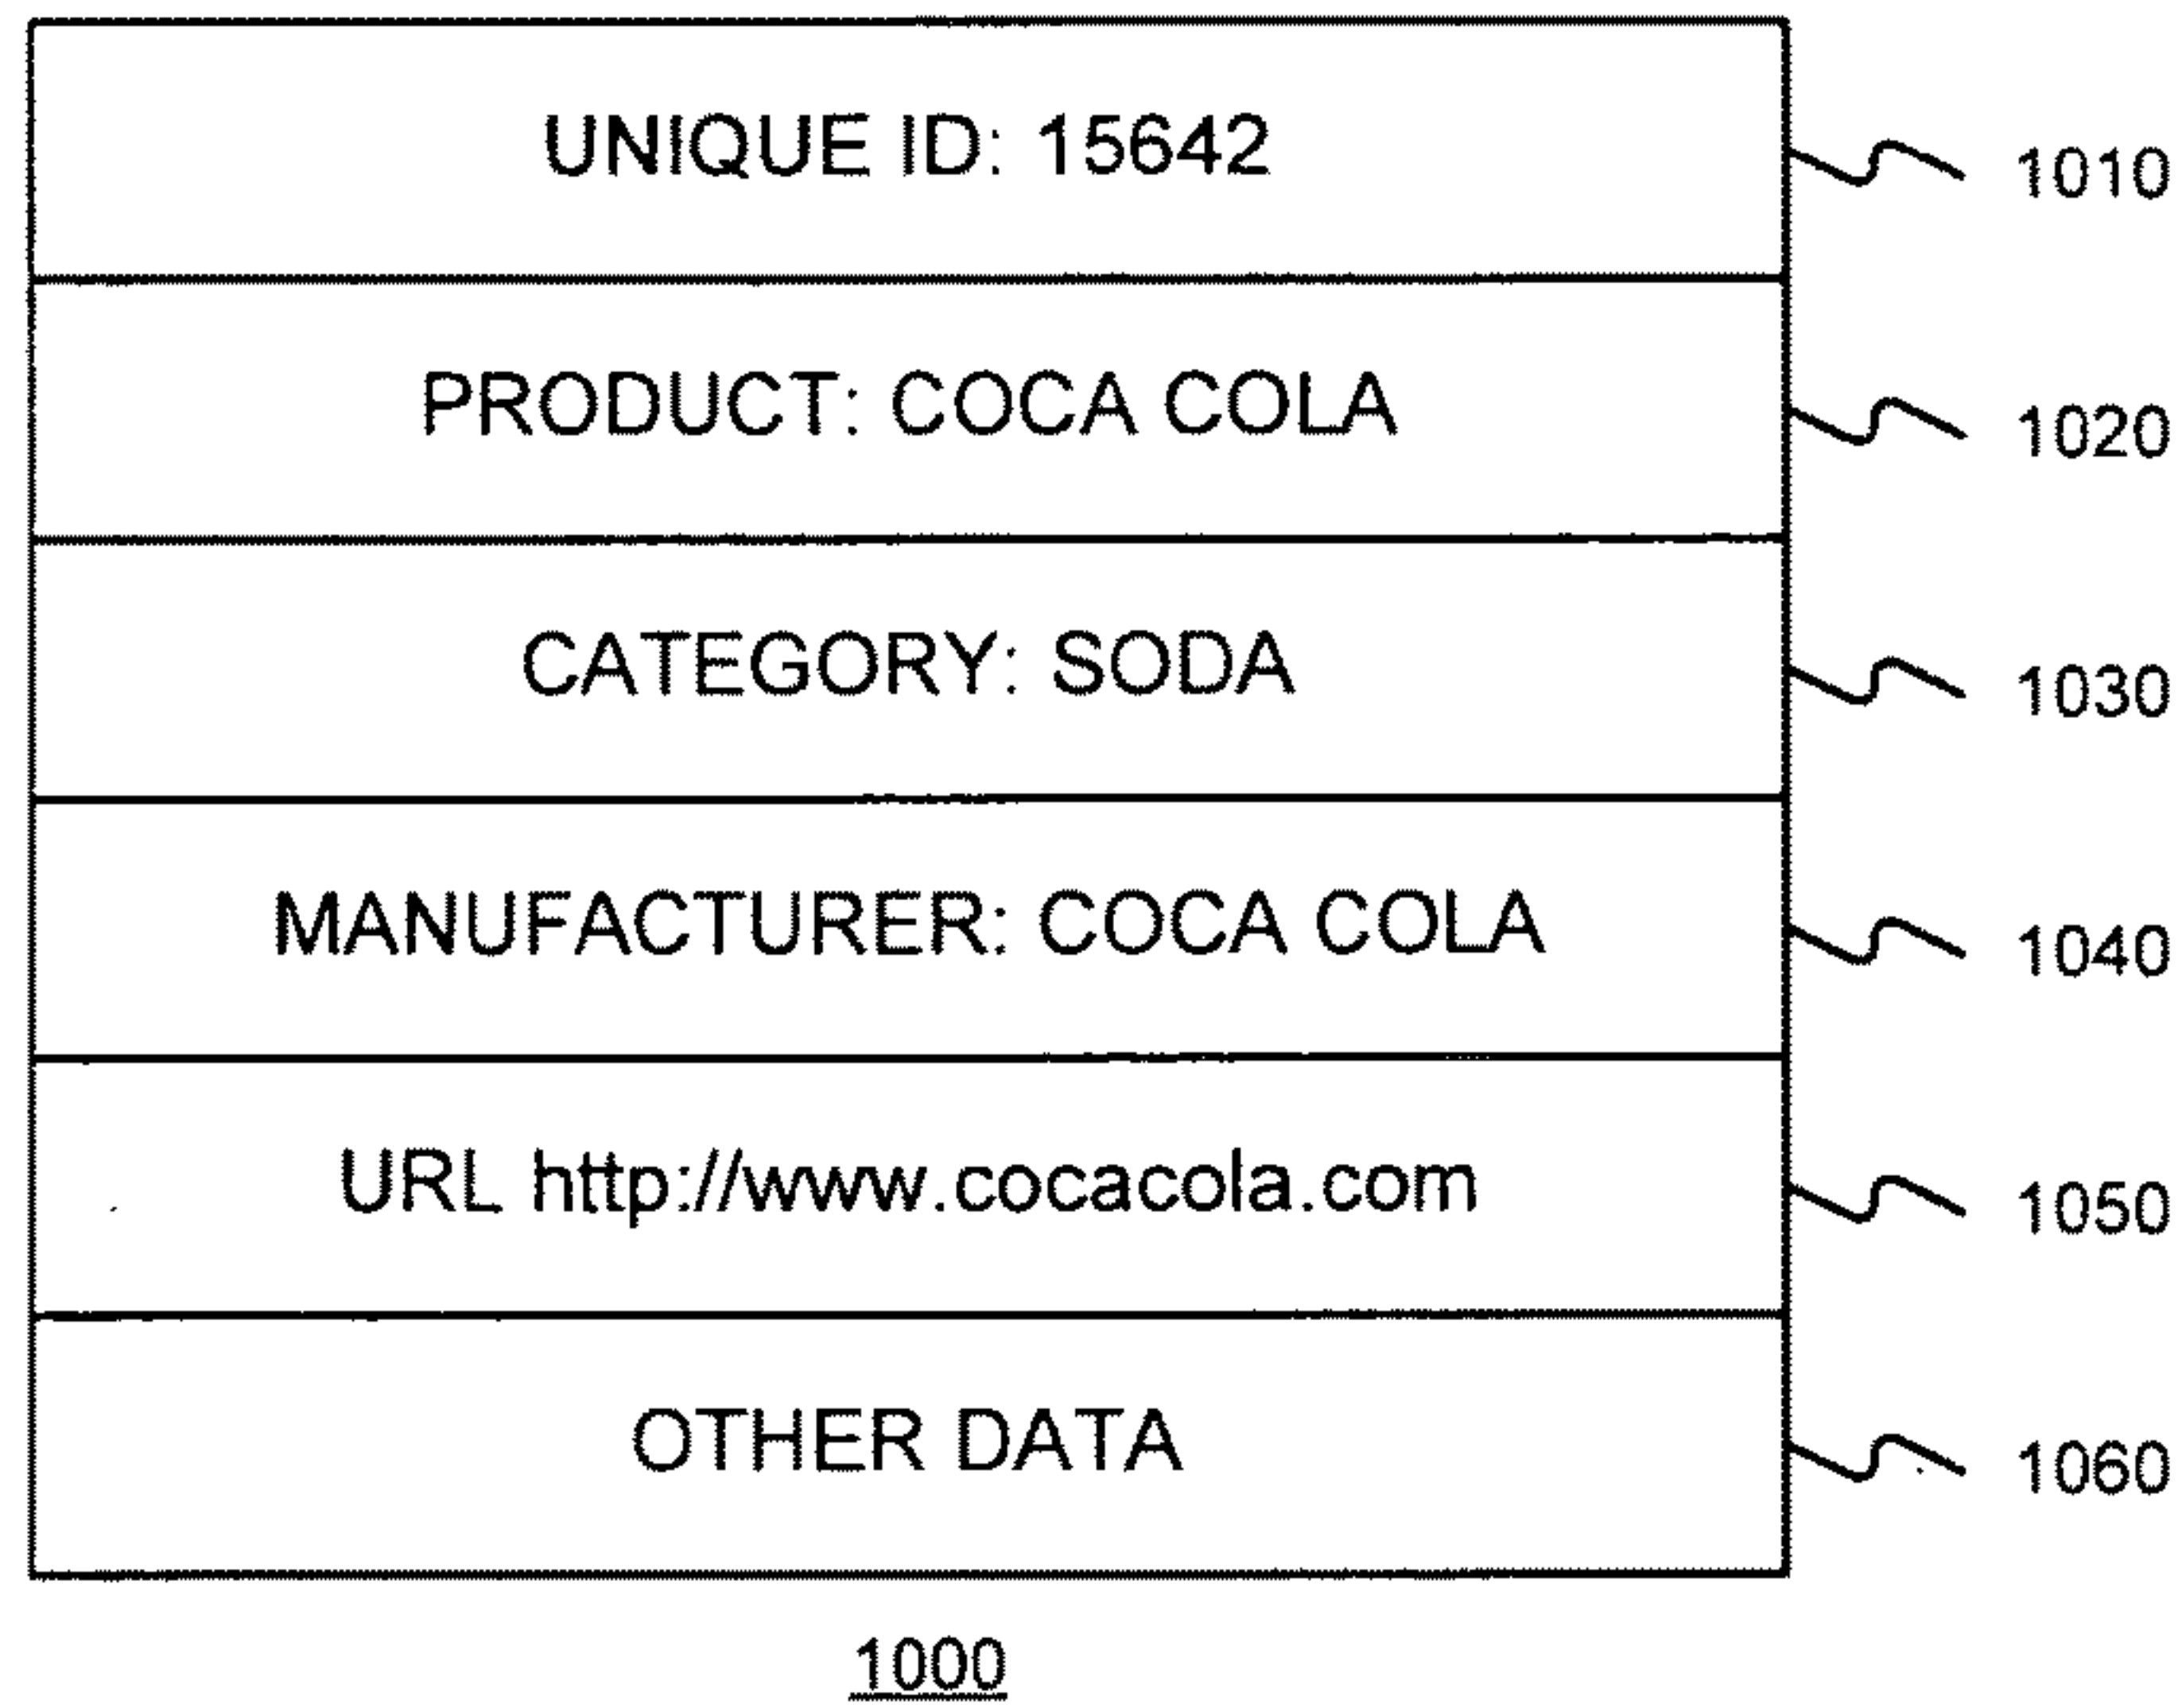 UNIQUE ID: 15642 1010
PRODUCT: COCA COLA 1020
CATEGORY: SODA 1030
MANUFACTURER: COCA COLA 1040
URL http://www.cocacola.com 1050
OTHER DATA 1060
1000